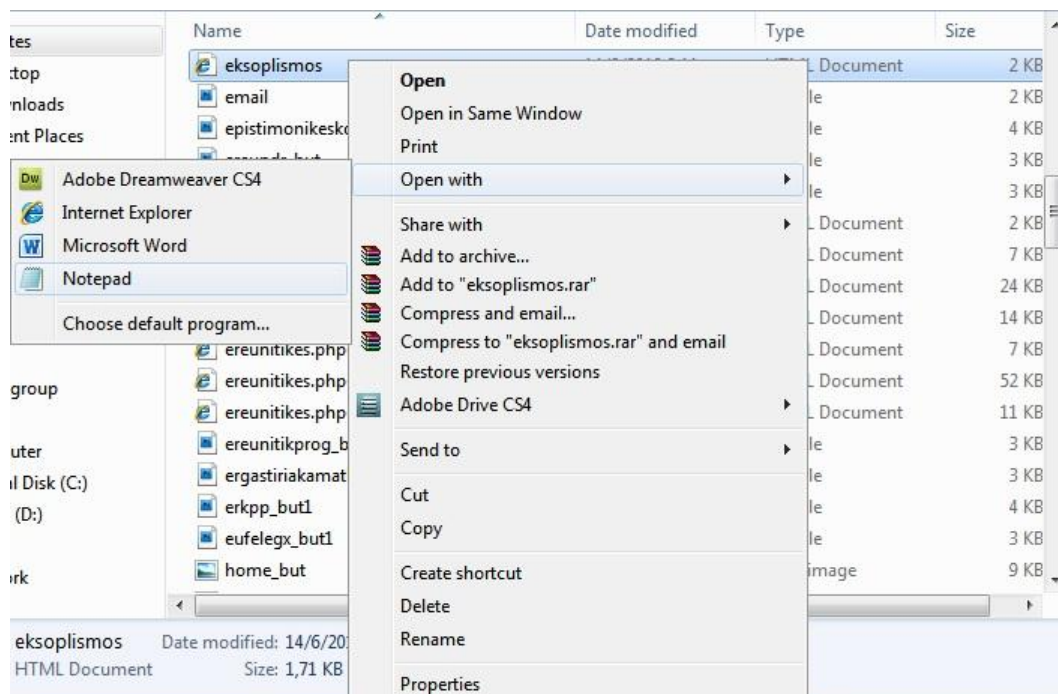 Name Date modified Type Size
tes
eksoplismos Document 2 KB
ktop
email le 2 KB
nloads
epistimonikesk le 4 KB
ent Places
le 3 KB
le 3 KB
Document 2 KB
Document 7 KB
Document 24 KB
Document 14 KB
ereunitikes.php Document 7 KB
group
ereunitikes.php Document 52 KB
ereunitikes.php Document 11 KB
uter
ereunitikprog_b le 3 KB
l Disk (C:)
ergastiriakamat le 3 KB
(D:)
erkpp_but1 le 4 KB
eufelegx_but1 le 3 KB
rk
home_but image 9 KB
Open
Open in Same Window
Print
Open with
Share with
Add to archive...
Add to "eksoplismos.rar"
Compress and email...
Compress to "eksoplismos.rar" and email
Restore previous versions
Adobe Drive CS4
Send to
Cut
Copy
Create shortcut
Delete
Rename
Properties
Dw Adobe Dreamweaver CS4
Internet Explorer
W Microsoft Word
Notepad
Choose default program...
eksoplismos Date modified: 14/6/20
HTML Document Size: 1,71 KB